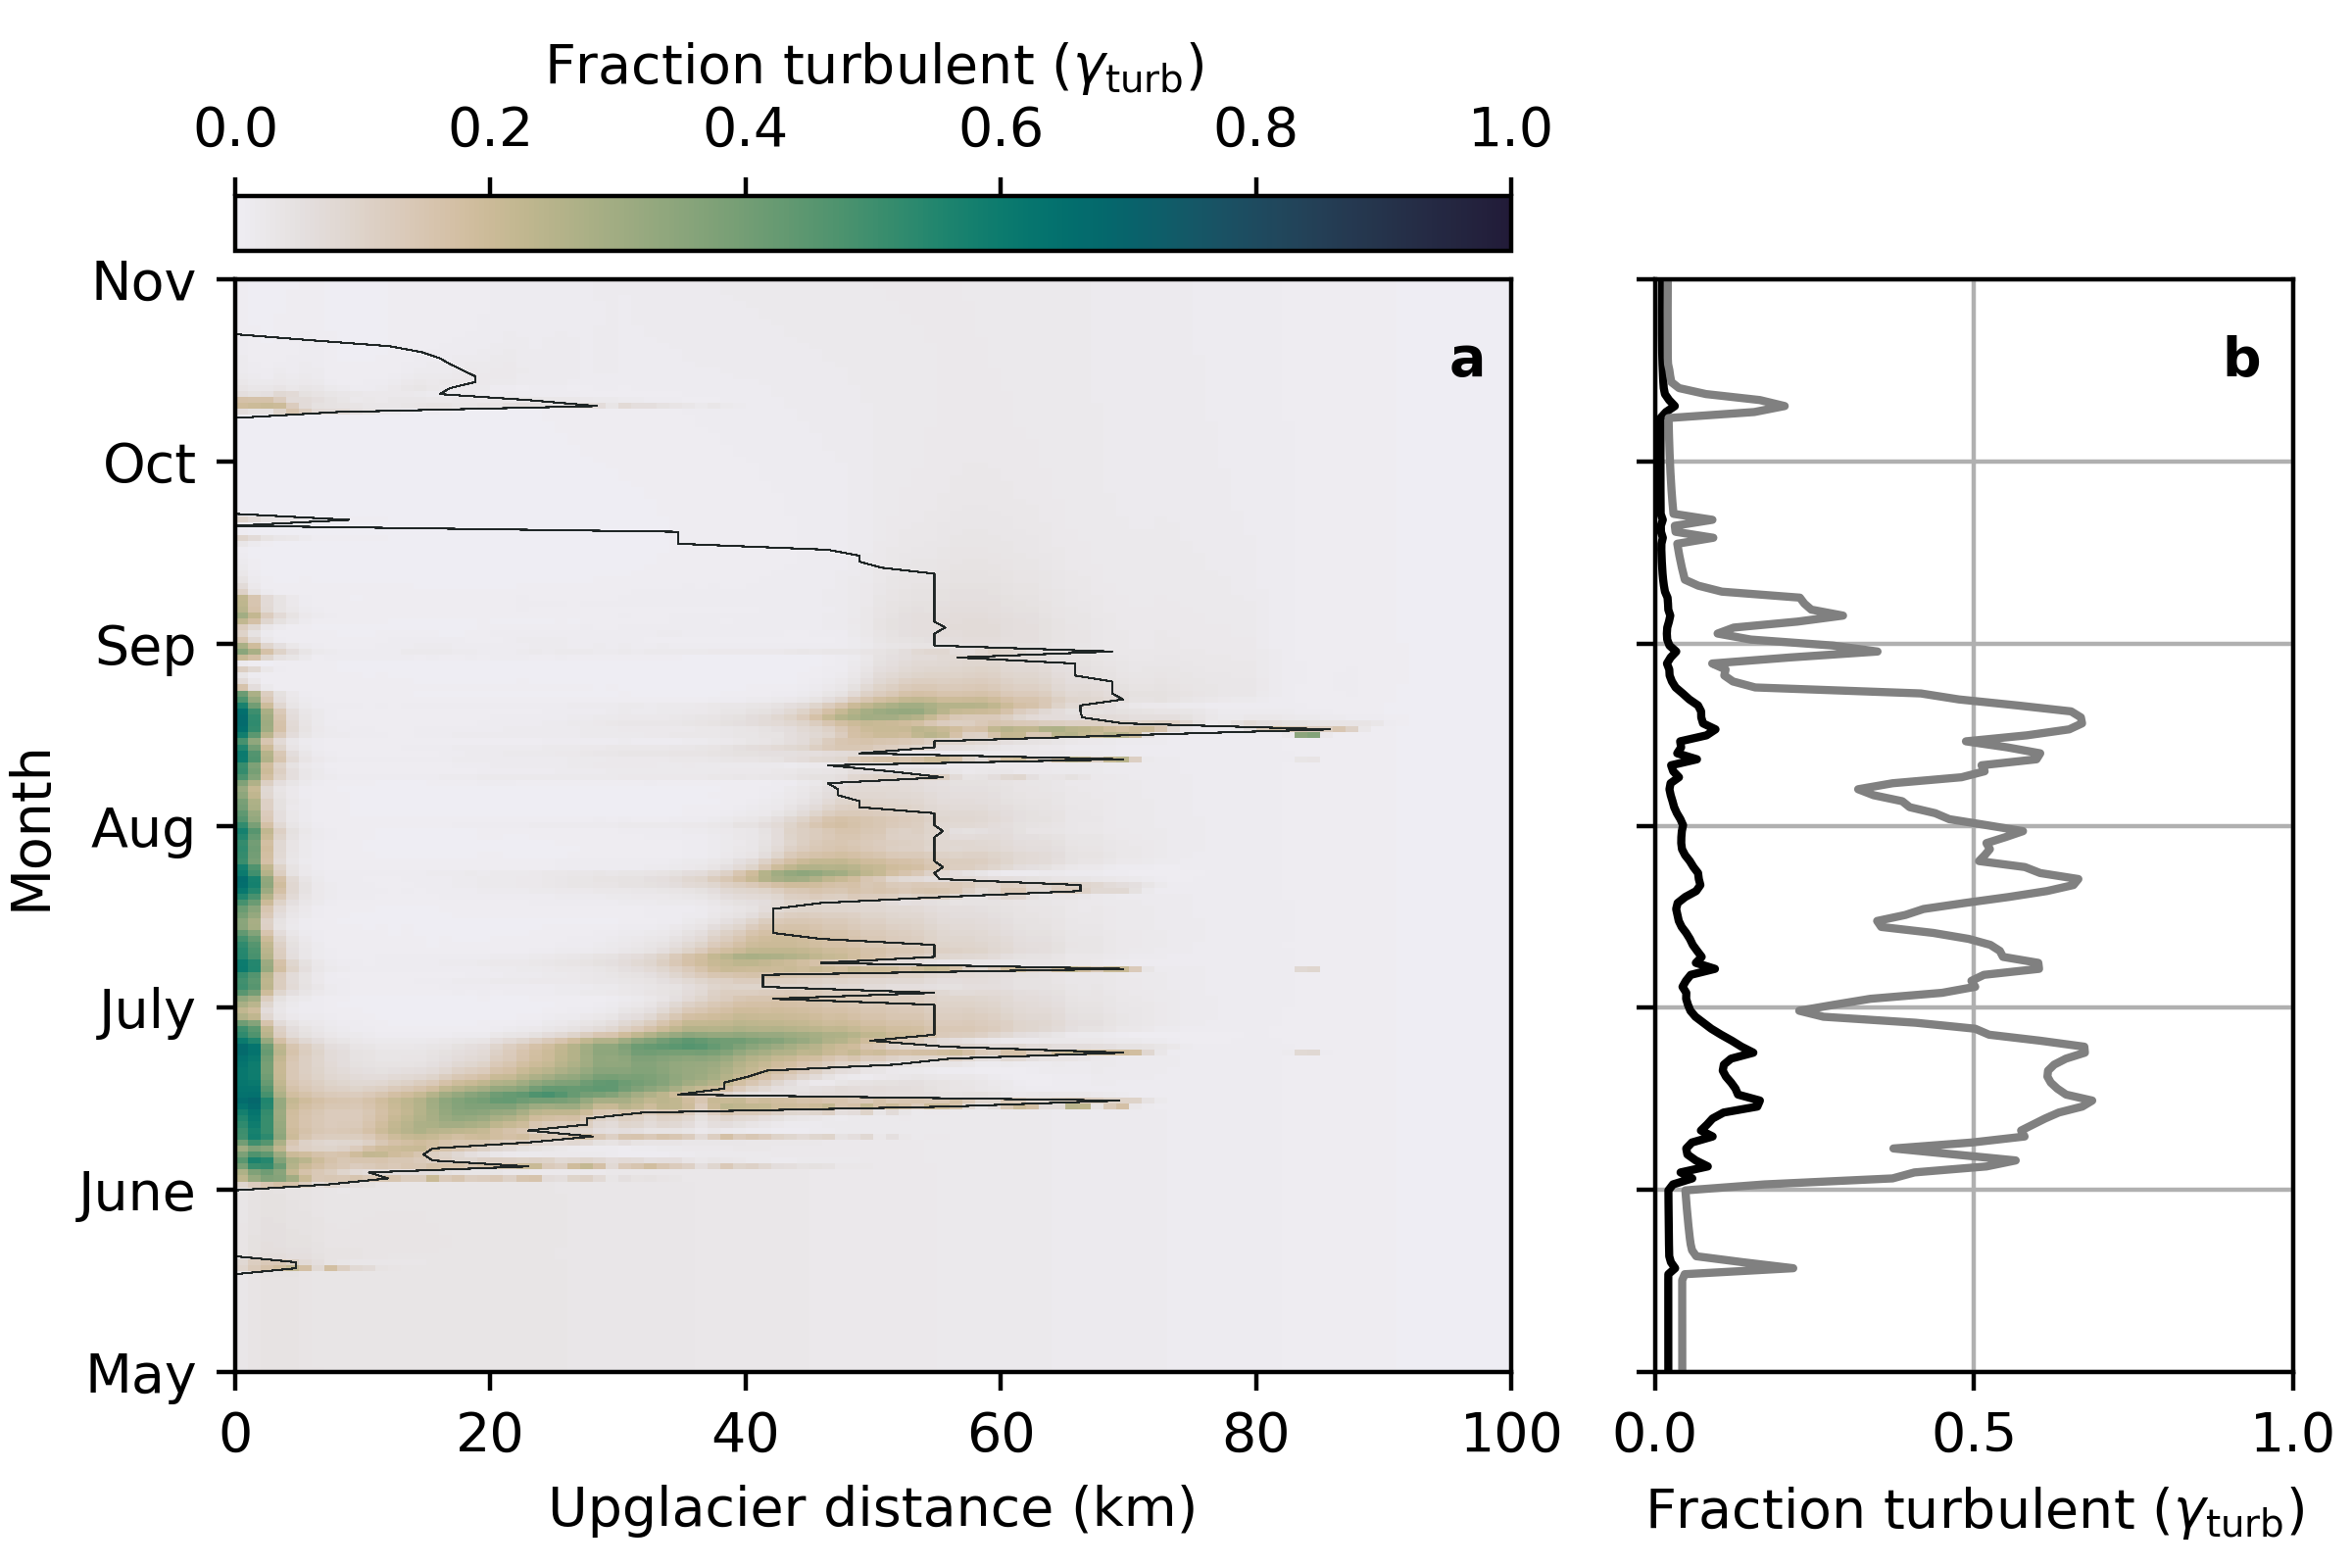 Fraction turbulent (γturb)
0.0 0.2 0.4 0.6 0.8 1.0
a
b
Month
Nov
Oct
Sep
Aug
July
June
May
0 20 40 60 80 100
0.0 0.5 1.0
Upglacier distance (km)
Fraction turbulent (γturb)